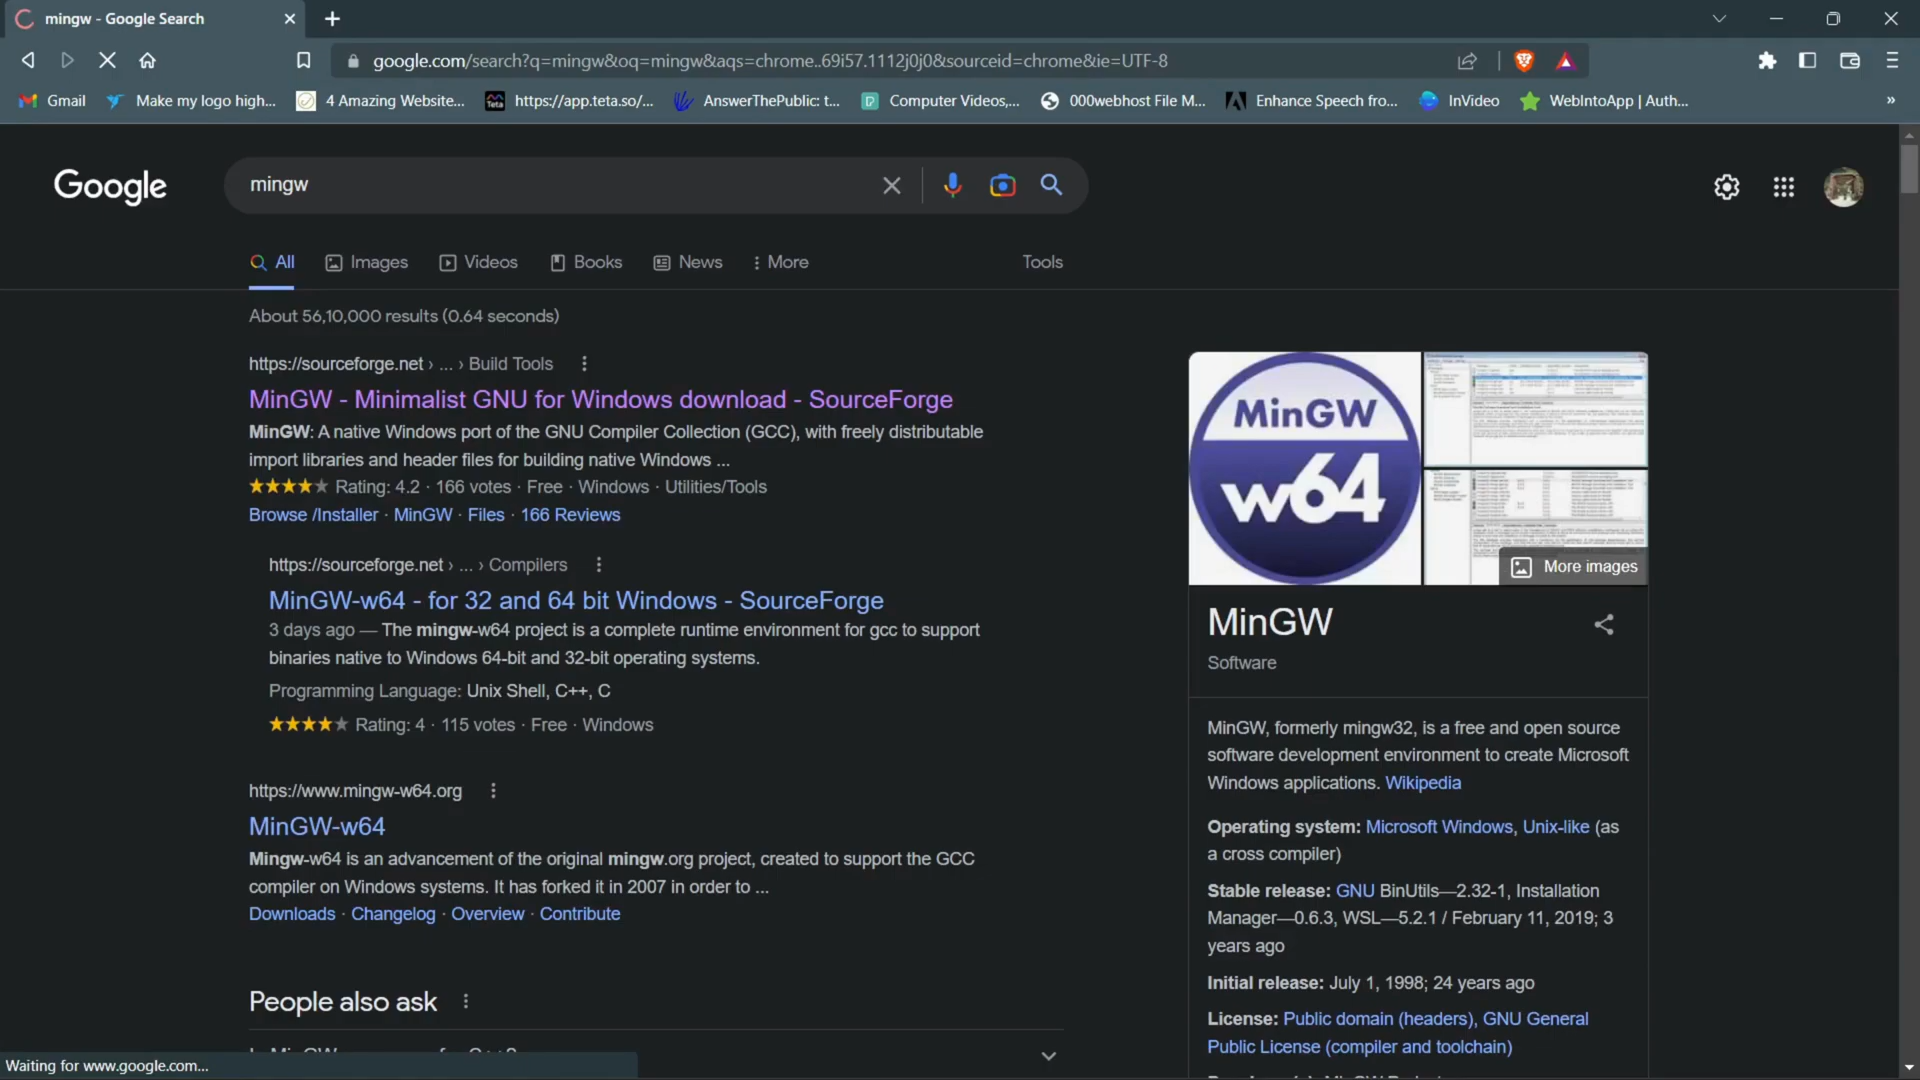 mingw - Google Search
google.com/search?q=mingw&oq=mingw&aqs=chrome..69i57.1112j0j0&sourceid=chrome&ie=UTF-8
Gmail
Make my logo high...
4 Amazing Website...
Teta
https://app.teta.so/...
AnswerThePublic: t...
Computer Videos,...
000webhost File M...
Enhance Speech fro...
InVideo
WebIntoApp | Auth...
»
Google
mingw
All
Images
Videos
Books
News
More
Tools
About 56,10,000 results (0.64 seconds)
https://sourceforge.net › ... › Build Tools
MinGW - Minimalist GNU for Windows download - SourceForge
MinGW: A native Windows port of the GNU Compiler Collection (GCC), with freely distributable
import libraries and header files for building native Windows ...
Rating: 4.2 · 166 votes · Free · Windows · Utilities/Tools
Browse /Installer · MinGW · Files · 166 Reviews
https://sourceforge.net › ... › Compilers
MinGW-w64 - for 32 and 64 bit Windows - SourceForge
3 days ago — The mingw-w64 project is a complete runtime environment for gcc to support
binaries native to Windows 64-bit and 32-bit operating systems.
Programming Language: Unix Shell, C++, C
Rating: 4 · 115 votes · Free · Windows
https://www.mingw-w64.org
MinGW-w64
Mingw-w64 is an advancement of the original mingw.org project, created to support the GCC
compiler on Windows systems. It has forked it in 2007 in order to ...
Downloads · Changelog · Overview · Contribute
People also ask
Waiting for www.google.com...
MinGW
w64
More images
MinGW
Software
MinGW, formerly mingw32, is a free and open source
software development environment to create Microsoft
Windows applications. Wikipedia
Operating system: Microsoft Windows, Unix-like (as
a cross compiler)
Stable release: GNU BinUtils—2.32-1, Installation
Manager—0.6.3, WSL—5.2.1 / February 11, 2019; 3
years ago
Initial release: July 1, 1998; 24 years ago
License: Public domain (headers), GNU General
Public License (compiler and toolchain)